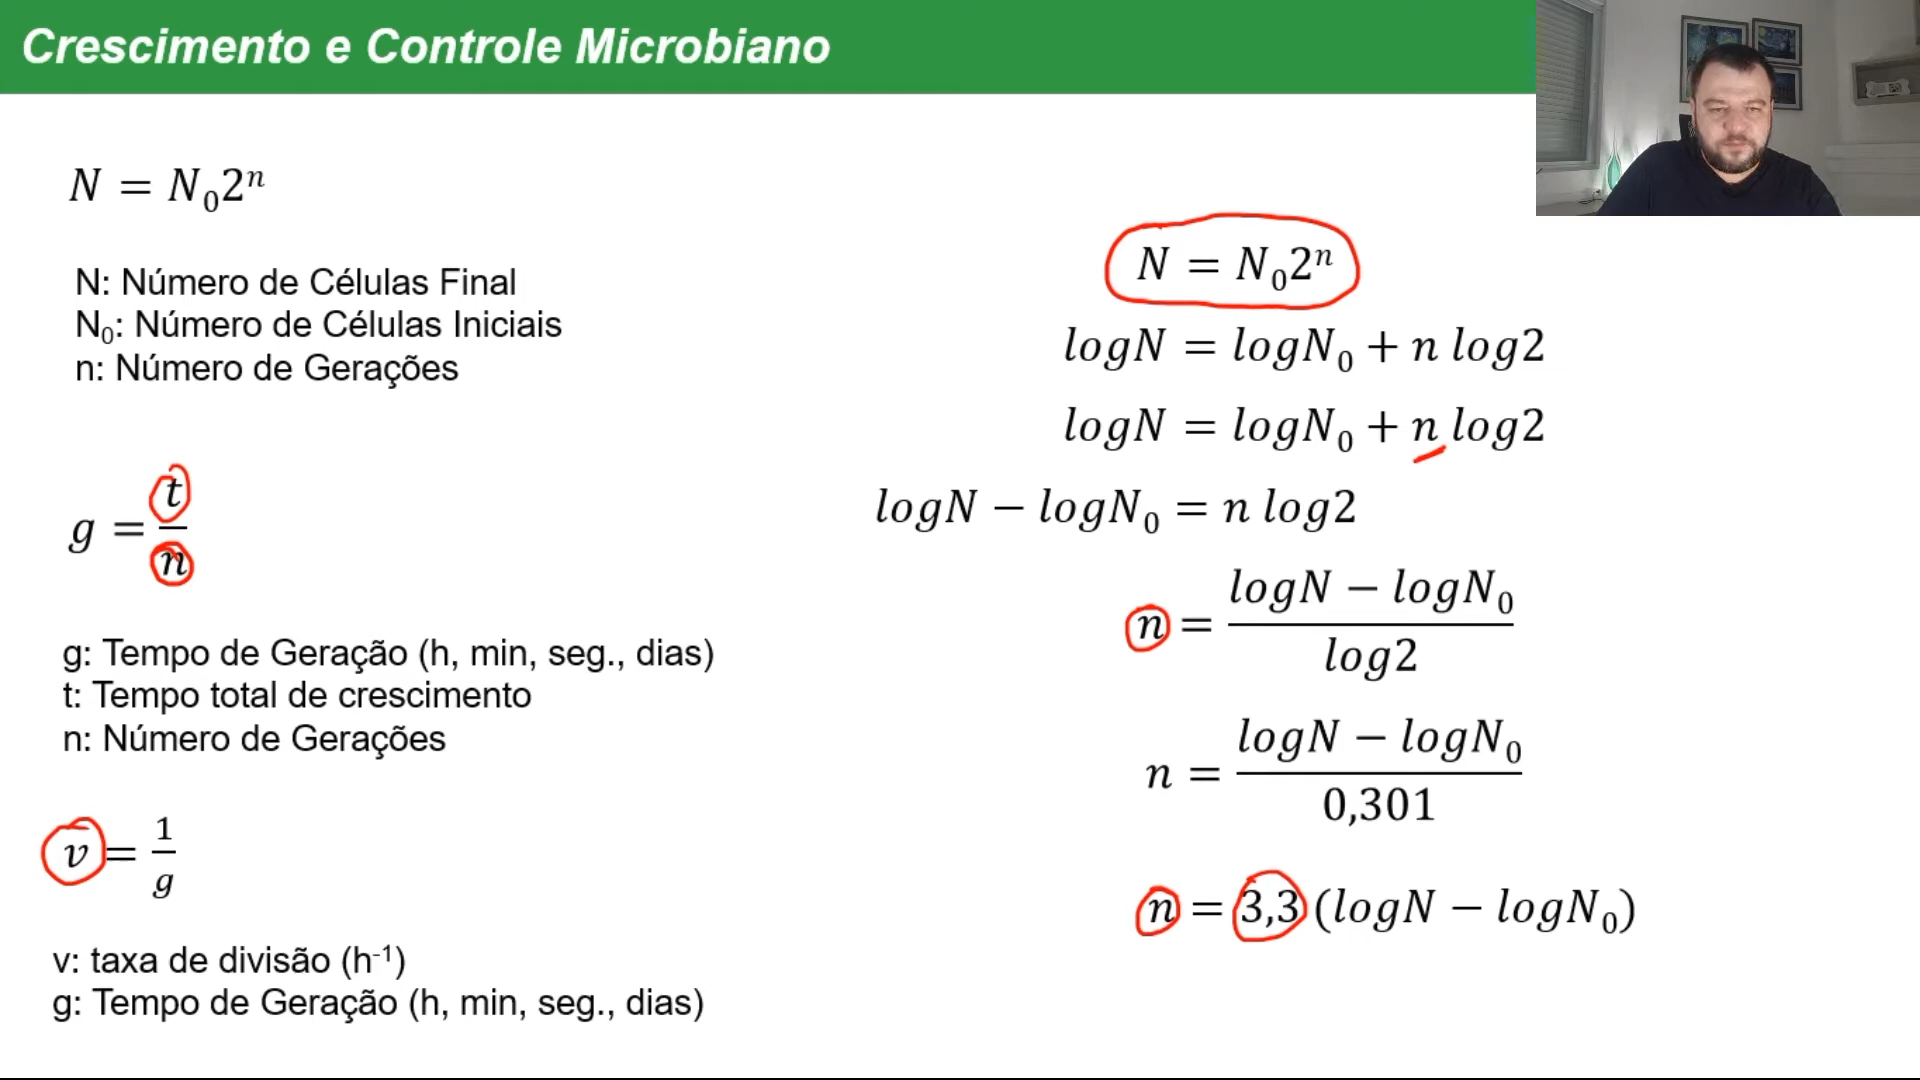 Crescimento e Controle Microbiano
N = N₀2ⁿ
N: Número de Células Final
N₀: Número de Células Iniciais
n: Número de Gerações
g = t/n
g: Tempo de Geração (h, min, seg., dias)
t: Tempo total de crescimento
n: Número de Gerações
v = 1/g
v: taxa de divisão (h⁻¹)
g: Tempo de Geração (h, min, seg., dias)
N = N₀2ⁿ
logN = logN₀ + n log2
logN = logN₀ + n log2
logN − logN₀ = n log2
n = (logN − logN₀)/log2
n = (logN − logN₀)/0,301
n = 3,3 (logN − logN₀)